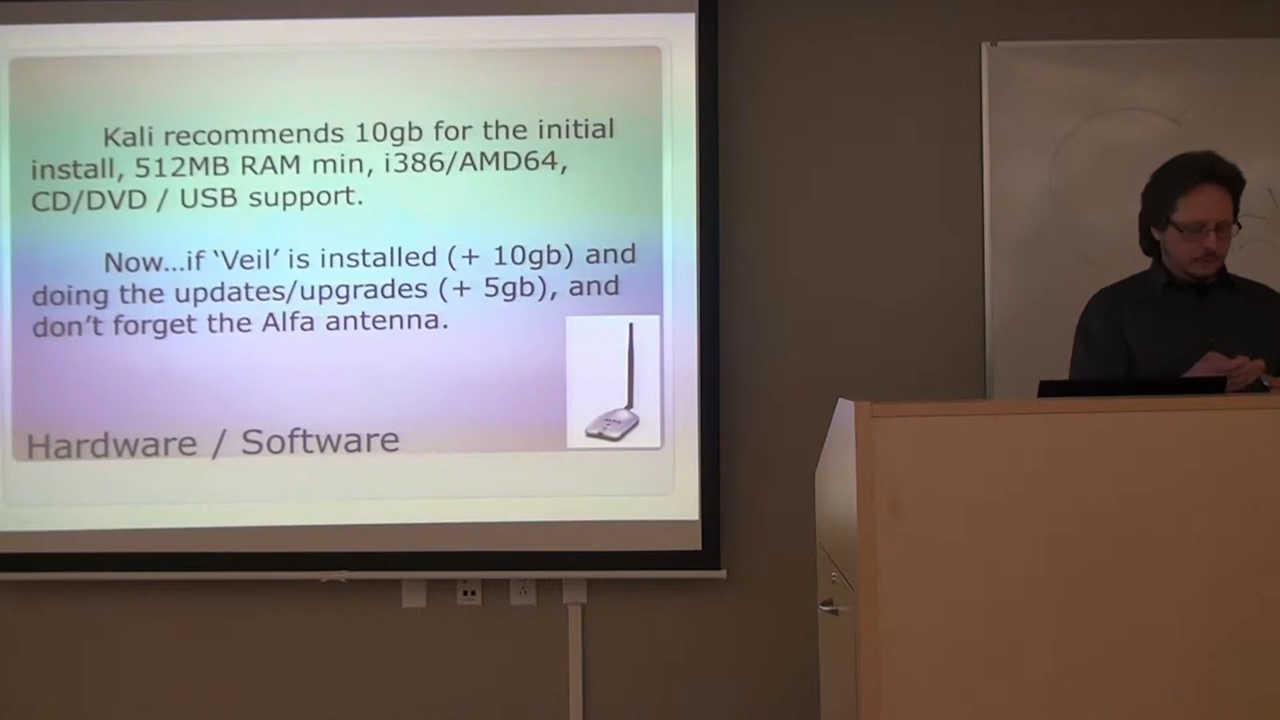 Kali recommends 10gb for the initial
install, 512MB RAM min, i386/AMD64,
CD/DVD / USB support.
Now...if ‘Veil’ is installed (+ 10gb) and
doing the updates/upgrades (+ 5gb), and
don’t forget the Alfa antenna.
Hardware / Software